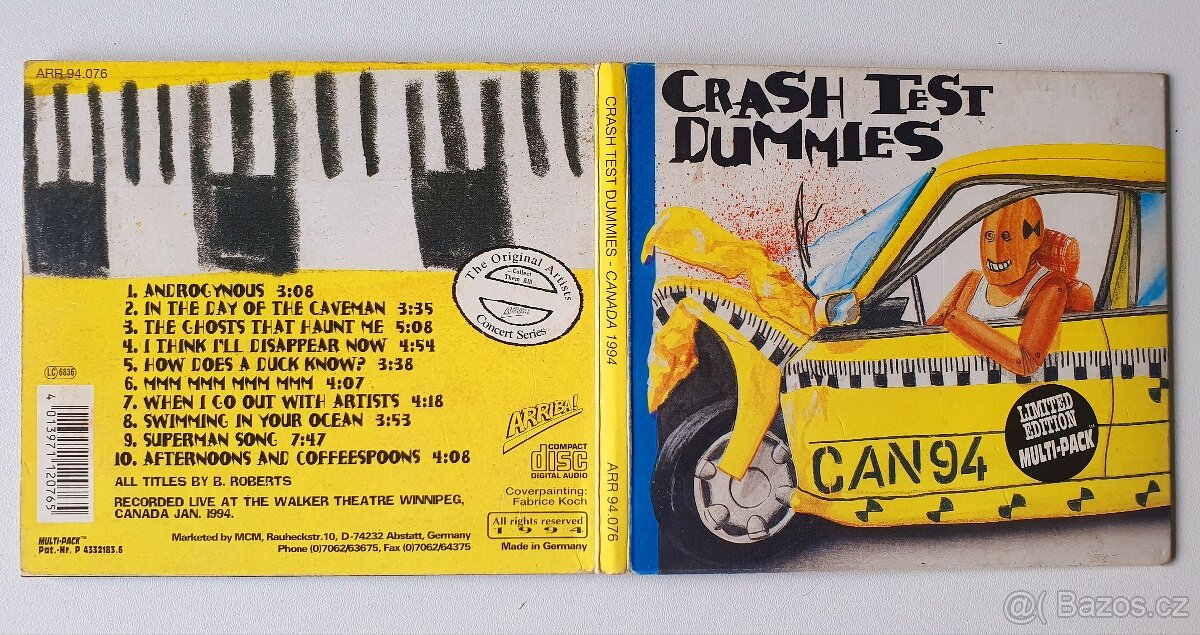 ARR 94.076
1. ANDROGYNOUS 3:08
2. IN THE DAY OF THE CAVEMAN 3:35
3. THE GHOSTS THAT HAUNT ME 5:08
4. I THINK I'LL DISAPPEAR NOW 4:54
5. HOW DOES A DUCK KNOW? 3:38
6. MMM MMM MMM MMM 4:07
7. WHEN I GO OUT WITH ARTISTS 4:18
8. SWIMMING IN YOUR OCEAN 3:53
9. SUPERMAN SONG 7:47
10. AFTERNOONS AND COFFEESPOONS 4:08
ALL TITLES BY B. ROBERTS
RECORDED LIVE AT THE WALKER THEATRE WINNIPEG,
CANADA JAN. 1994.
Marketed by MCM, Rauheckstr.10, D-74232 Abstatt, Germany
Phone (0)7062/63675, Fax (0)7062/64375
LC 6836
4 013971 120765
MULTI-PACK™
Pat.-Nr. P 4332183.6
The Original Artists
Collect
Them All!
Concert Series
ARRIBA!
COMPACT
disc
DIGITAL AUDIO
Coverpainting:
Fabrice Koch
All rights reserved
1994
Made in Germany
CRASH TEST DUMMIES - CANADA 1994
ARR 94.076
CRASH TEST
DUMMIES
LIMITED
EDITION
MULTI-PACK™
CAN94
@( Bazos.cz